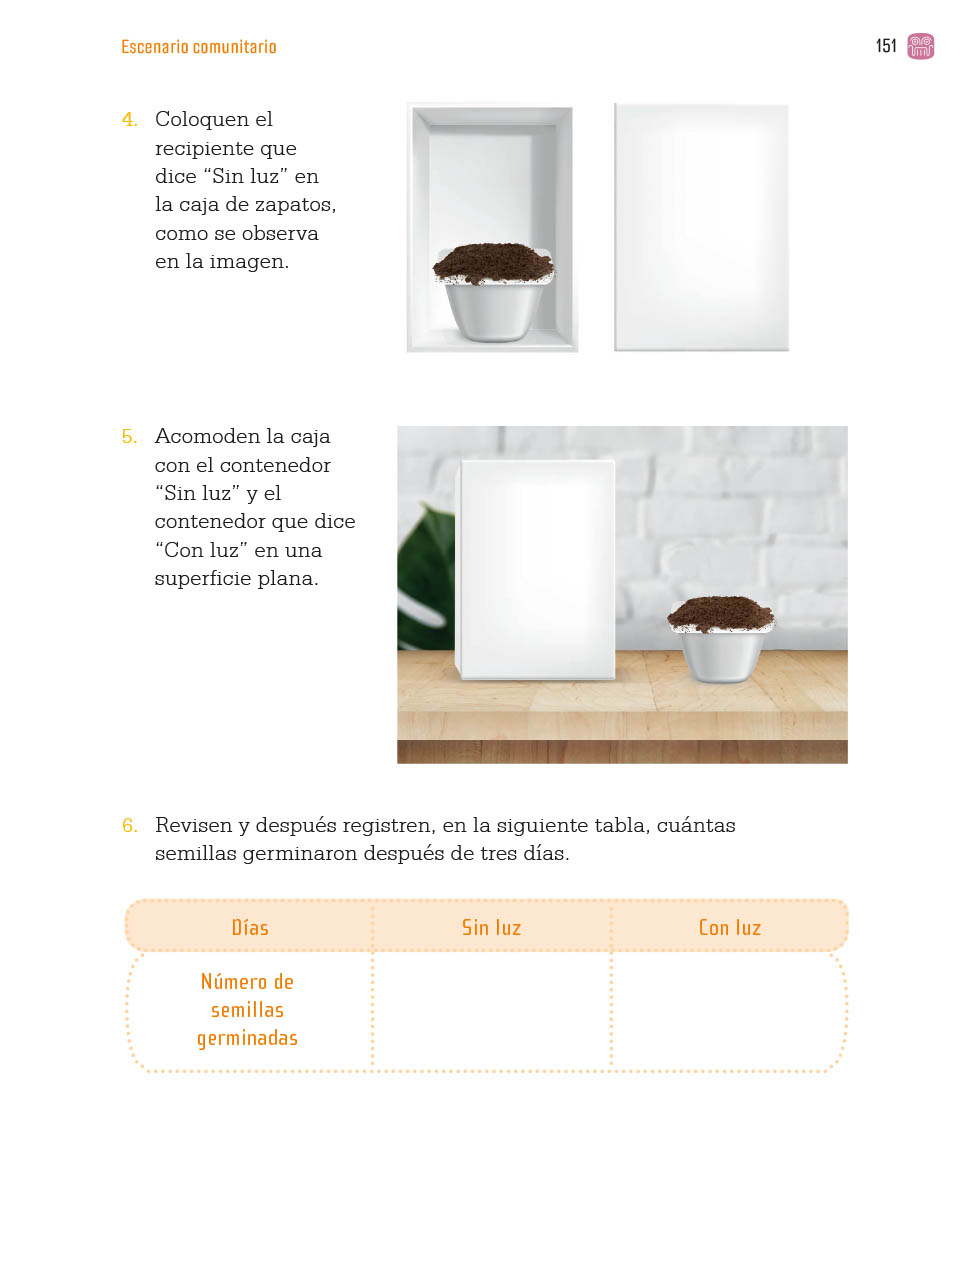 Escenario comunitario
151
4. Coloquen el
recipiente que
dice “Sin luz” en
la caja de zapatos,
como se observa
en la imagen.
5. Acomoden la caja
con el contenedor
“Sin luz” y el
contenedor que dice
“Con luz” en una
superficie plana.
6. Revisen y después registren, en la siguiente tabla, cuántas
semillas germinaron después de tres días.
Días Sin luz Con luz
Número de
semillas
germinadas